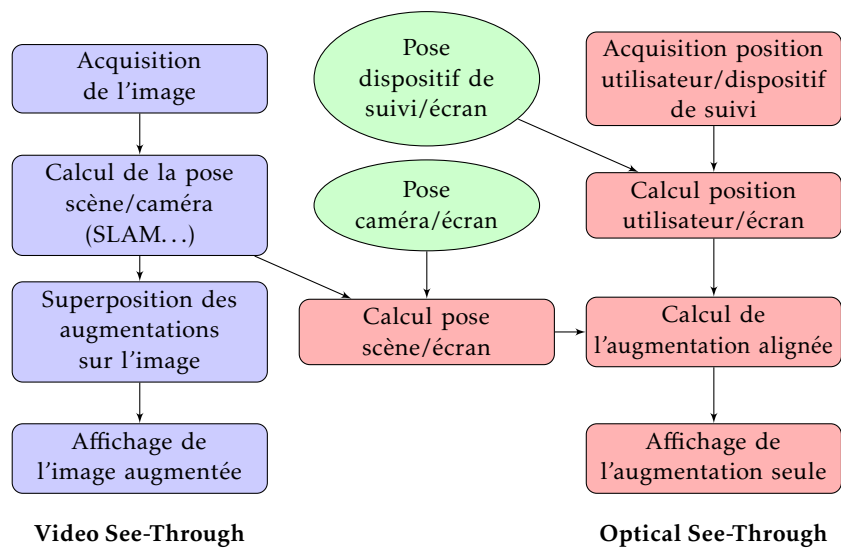 Acquisition
de l'image
Calcul de la pose
scène/caméra
(SLAM...)
Superposition des
augmentations
sur l'image
Affichage de
l'image augmentée
Video See-Through
Pose
dispositif de
suivi/écran
Pose
caméra/écran
Calcul pose
scène/écran
Acquisition position
utilisateur/dispositif
de suivi
Calcul position
utilisateur/écran
Calcul de
l'augmentation alignée
Affichage de
l'augmentation seule
Optical See-Through